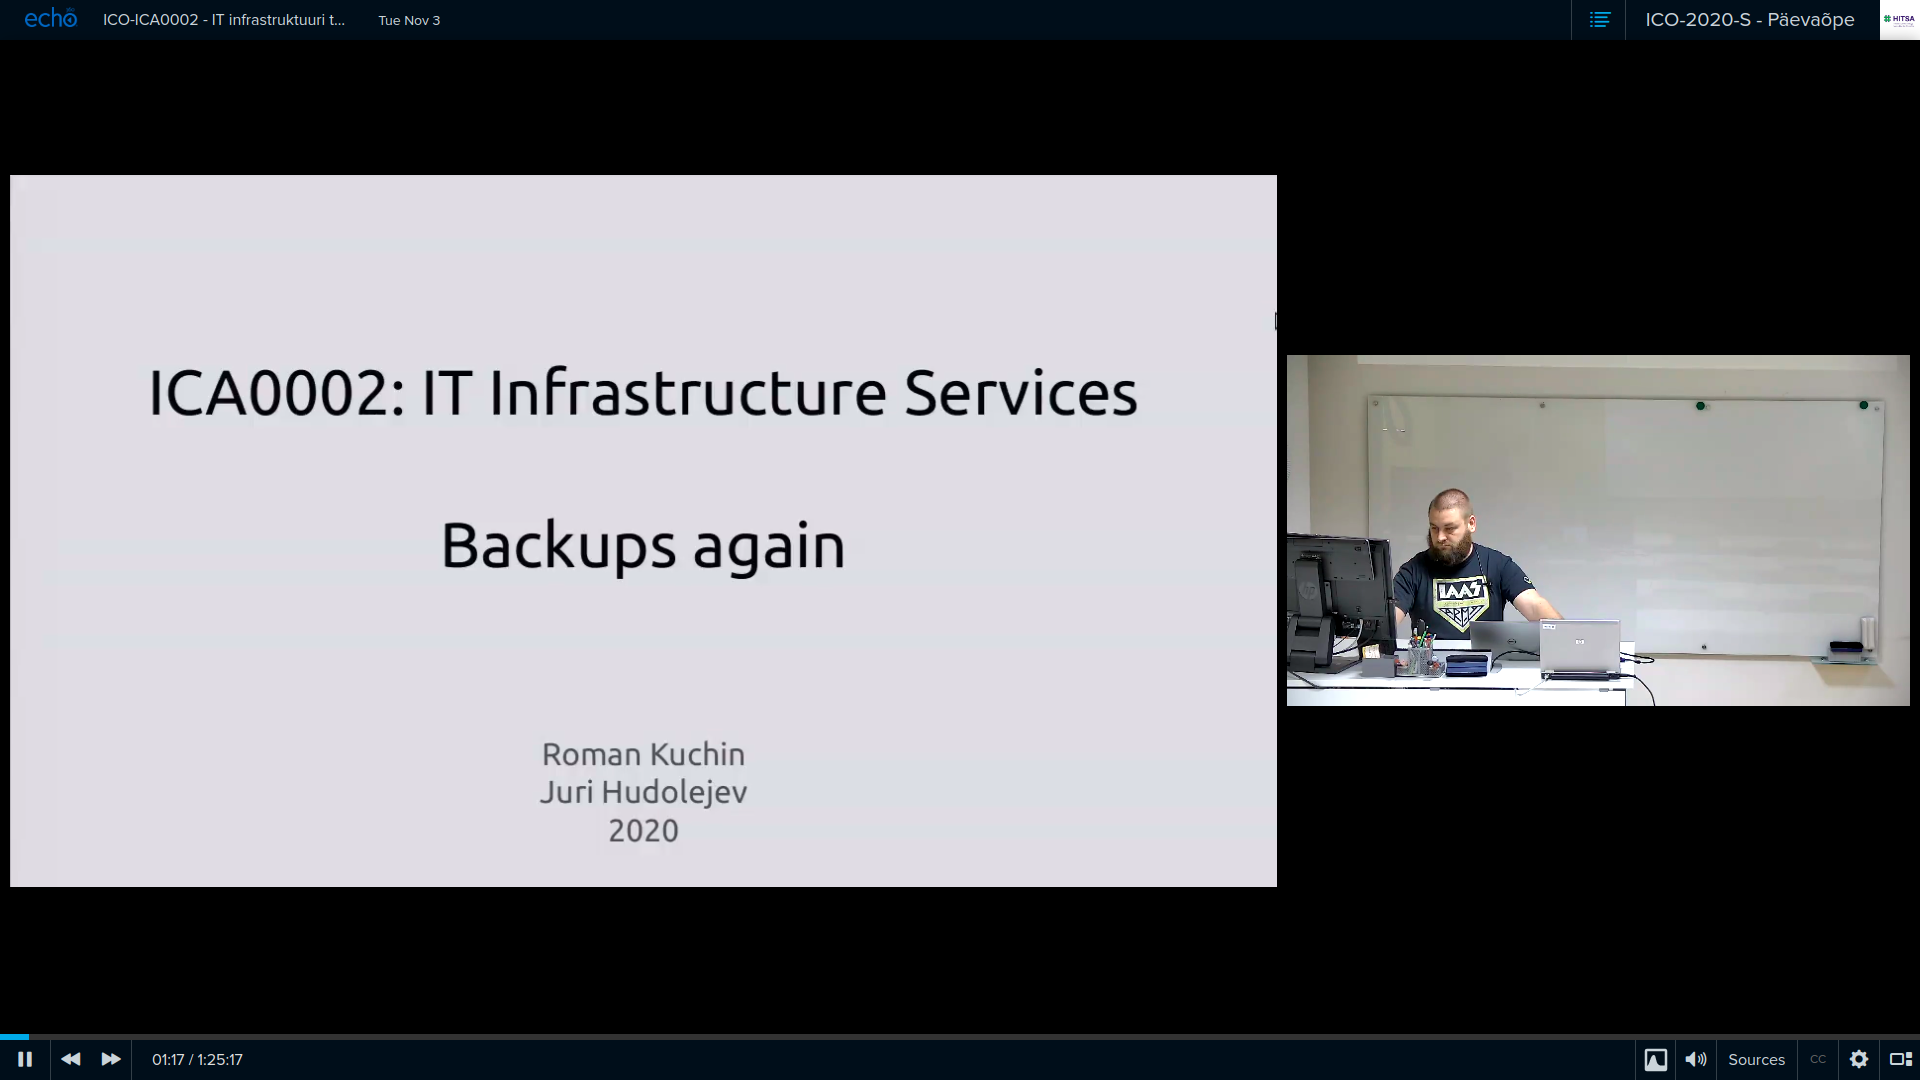 echo
ICO-ICA0002 - IT infrastruktuuri t...
Tue Nov 3
ICO-2020-S - Päevaõpe
HITSA
ICA0002: IT Infrastructure Services
Backups again
Roman Kuchin
Juri Hudolejev
2020
IAAS
ARMY
01:17 / 1:25:17
Sources
CC